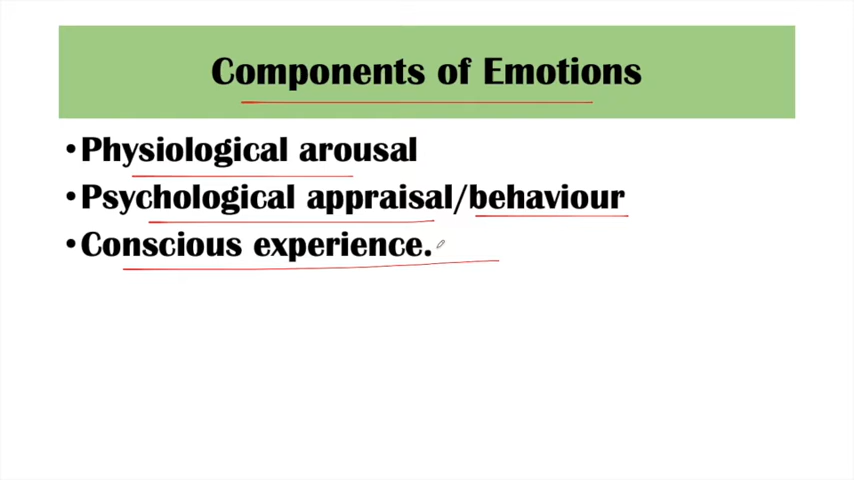 Components of Emotions
•Physiological arousal
•Psychological appraisal/behaviour
•Conscious experience.